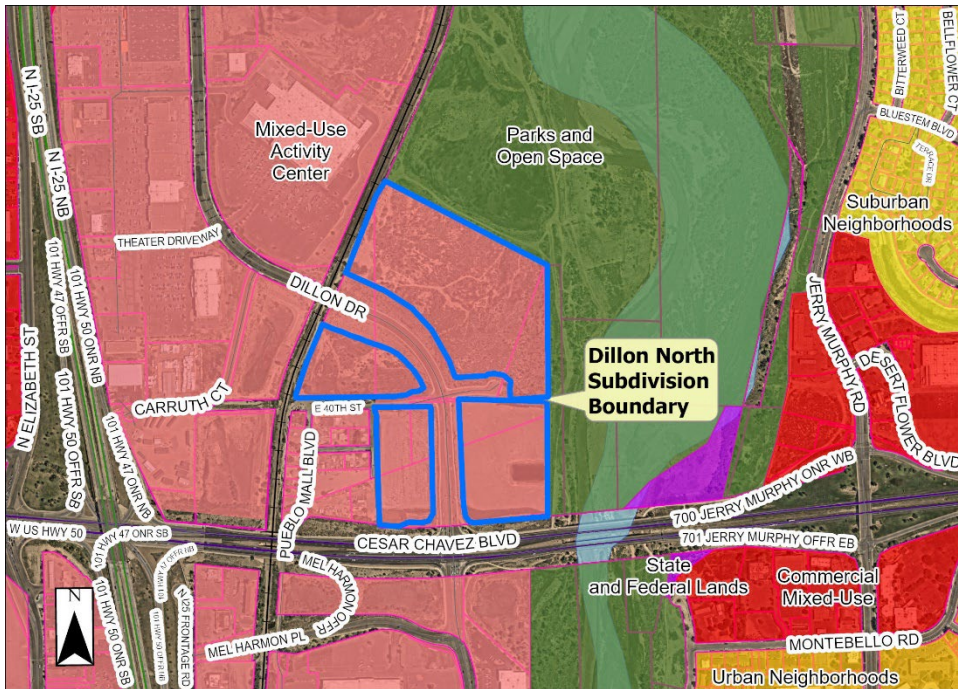 N I-25 SB
N I-25 NB
BITTERWEED CT
BELLFLOWER CT
BLUESTEM BLVD
TERRACE DR
Mixed-Use
Activity
Center
Parks and
Open Space
Suburban
Neighborhoods
THEATER DRIVEWAY
DILLON DR
101 HWY 47 OFFR SB
101 HWY 50 ONR NB
N ELIZABETH ST
101 HWY 50 OFFR SB
CARRUTH CT
E 40TH ST
Dillon North
Subdivision
Boundary
JERRY MURPHY RD
DESERT FLOWER BLVD
101 HWY 47 ONR NB
PUEBLO MALL BLVD
W US HWY 50
101 HWY 47 ONR SB
CESAR CHAVEZ BLVD
700 JERRY MURPHY ONR WB
701 JERRY MURPHY OFFR EB
MEL HARMON OFFR
State
and Federal Lands
Commercial
Mixed-Use
N
101 HWY 50 ONR SB
N I25 FRONTAGE RD
MEL HARMON PL
MONTEBELLO RD
Urban Neighborhoods